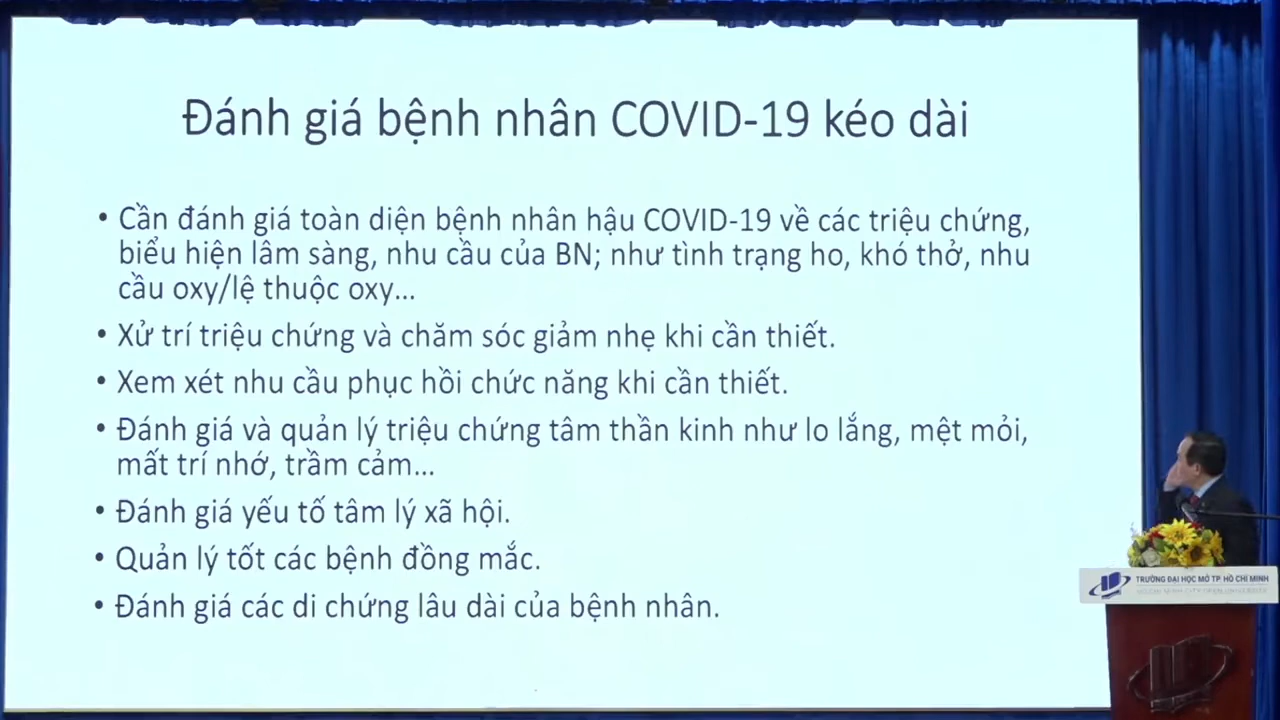 Đánh giá bệnh nhân COVID-19 kéo dài
• Cần đánh giá toàn diện bệnh nhân hậu COVID-19 về các triệu chứng,
biểu hiện lâm sàng, nhu cầu của BN; như tình trạng ho, khó thở, nhu
cầu oxy/lệ thuộc oxy...
• Xử trí triệu chứng và chăm sóc giảm nhẹ khi cần thiết.
• Xem xét nhu cầu phục hồi chức năng khi cần thiết.
• Đánh giá và quản lý triệu chứng tâm thần kinh như lo lắng, mệt mỏi,
mất trí nhớ, trầm cảm...
• Đánh giá yếu tố tâm lý xã hội.
• Quản lý tốt các bệnh đồng mắc.
• Đánh giá các di chứng lâu dài của bệnh nhân.
TRƯỜNG ĐẠI HỌC MỞ TP. HỒ CHÍ MINH